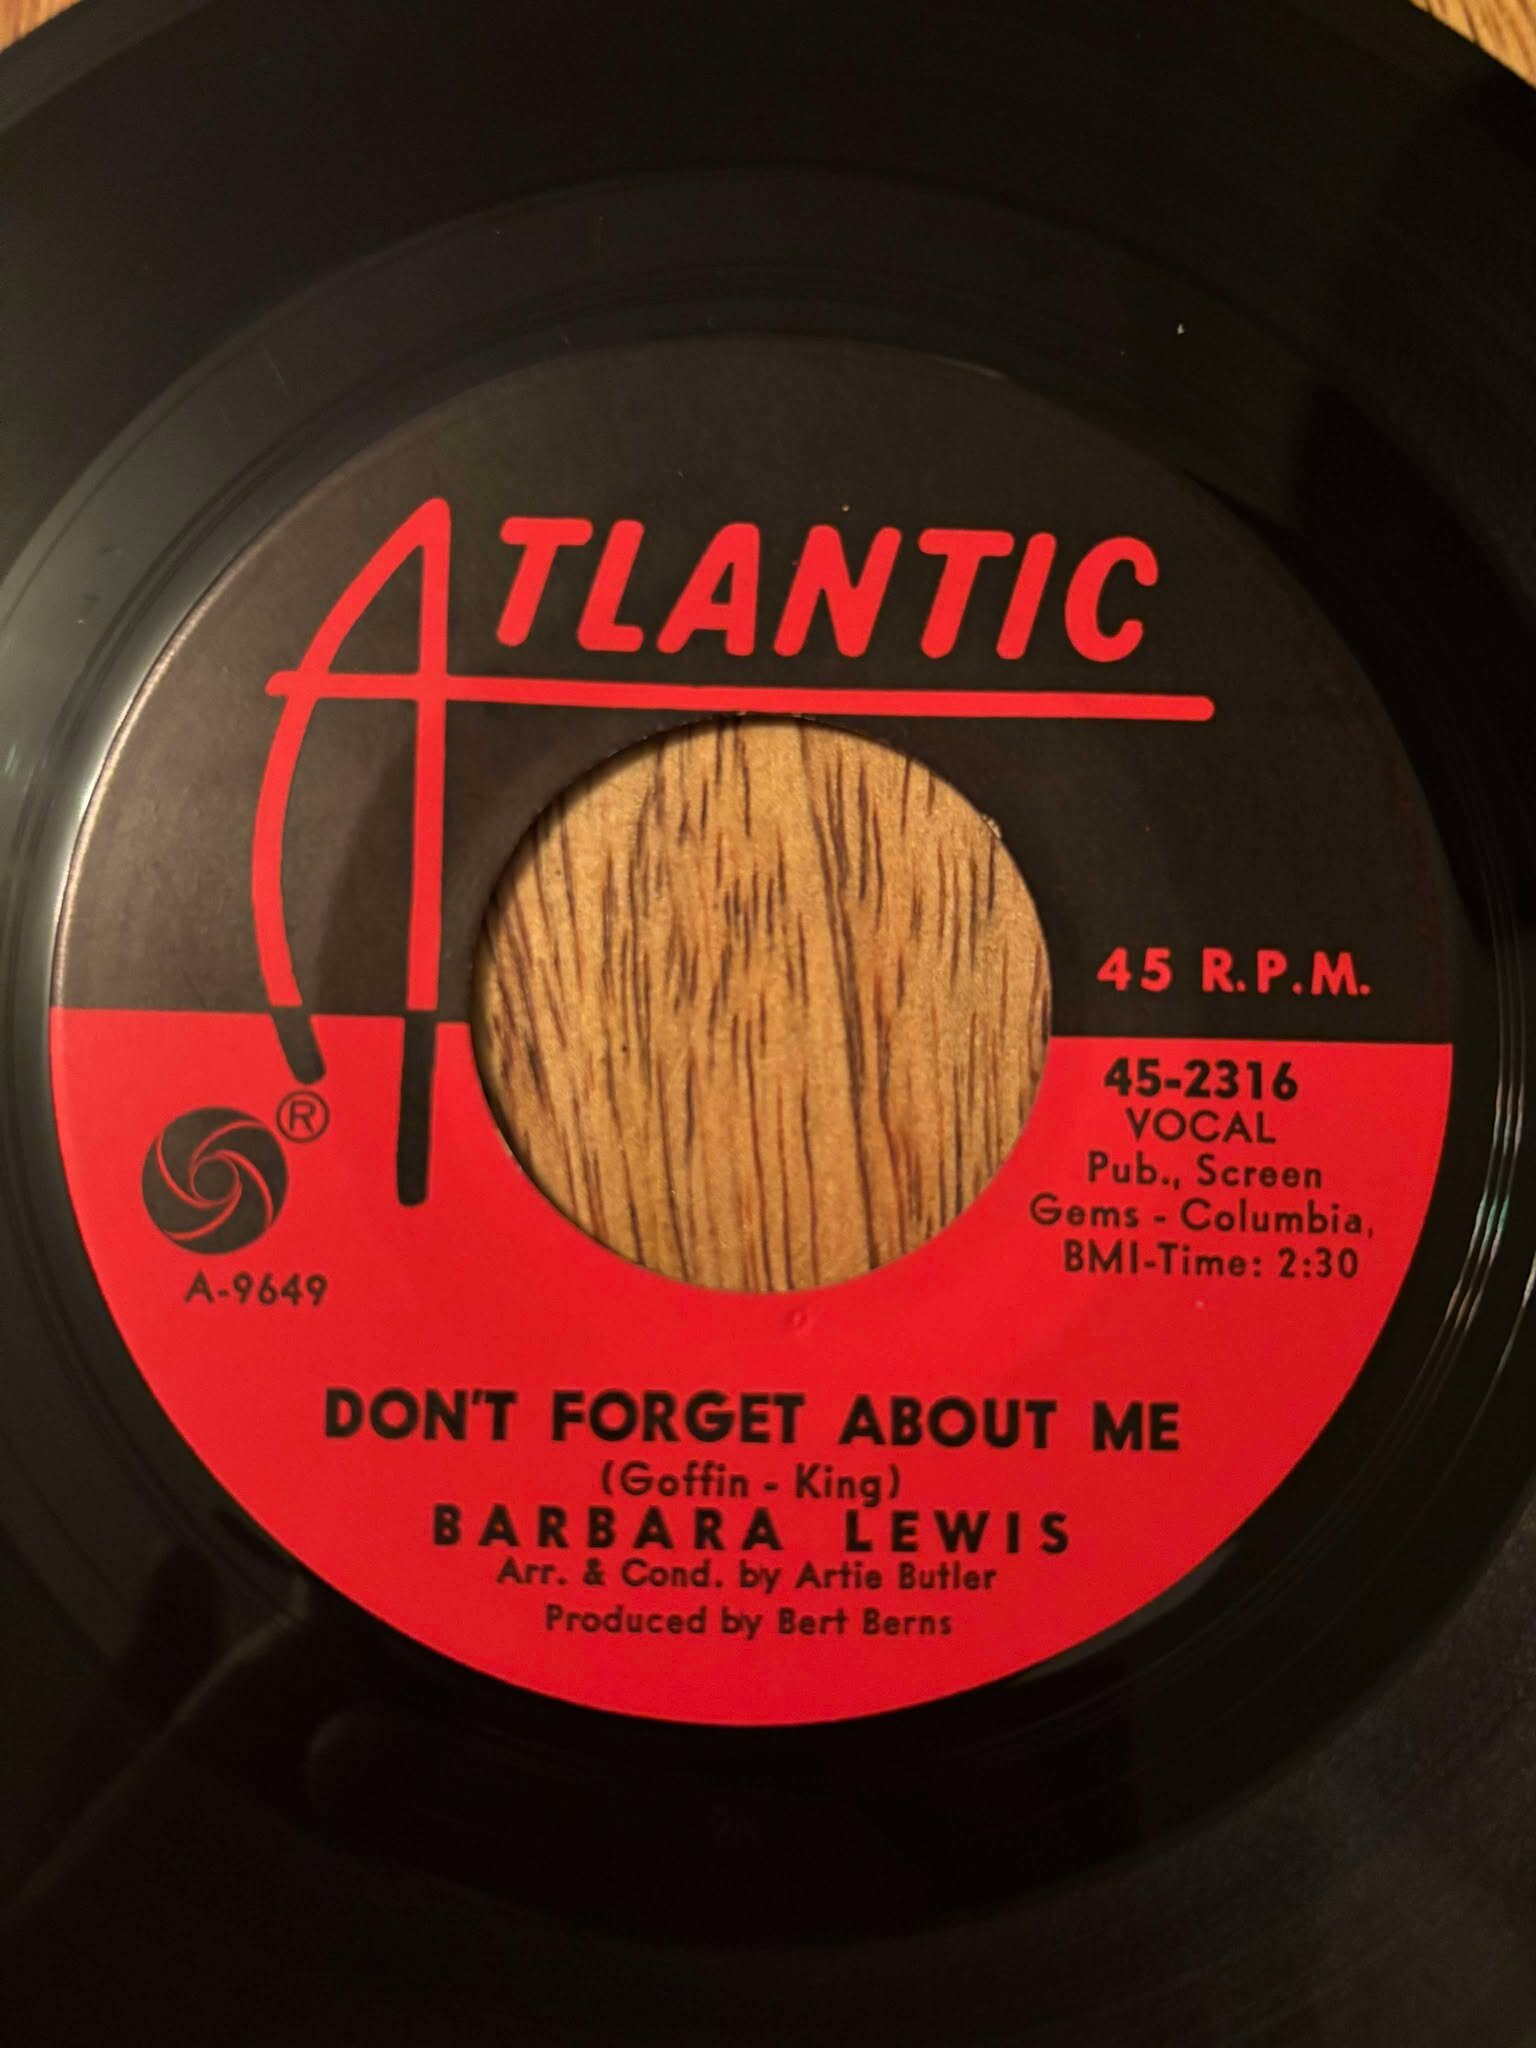 ATLANTIC
45 R.P.M.
45-2316
VOCAL
Pub., Screen
Gems - Columbia,
BMI-Time: 2:30
®
A-9649
DON'T FORGET ABOUT ME
(Goffin - King)
BARBARA LEWIS
Arr. & Cond. by Artie Butler
Produced by Bert Berns